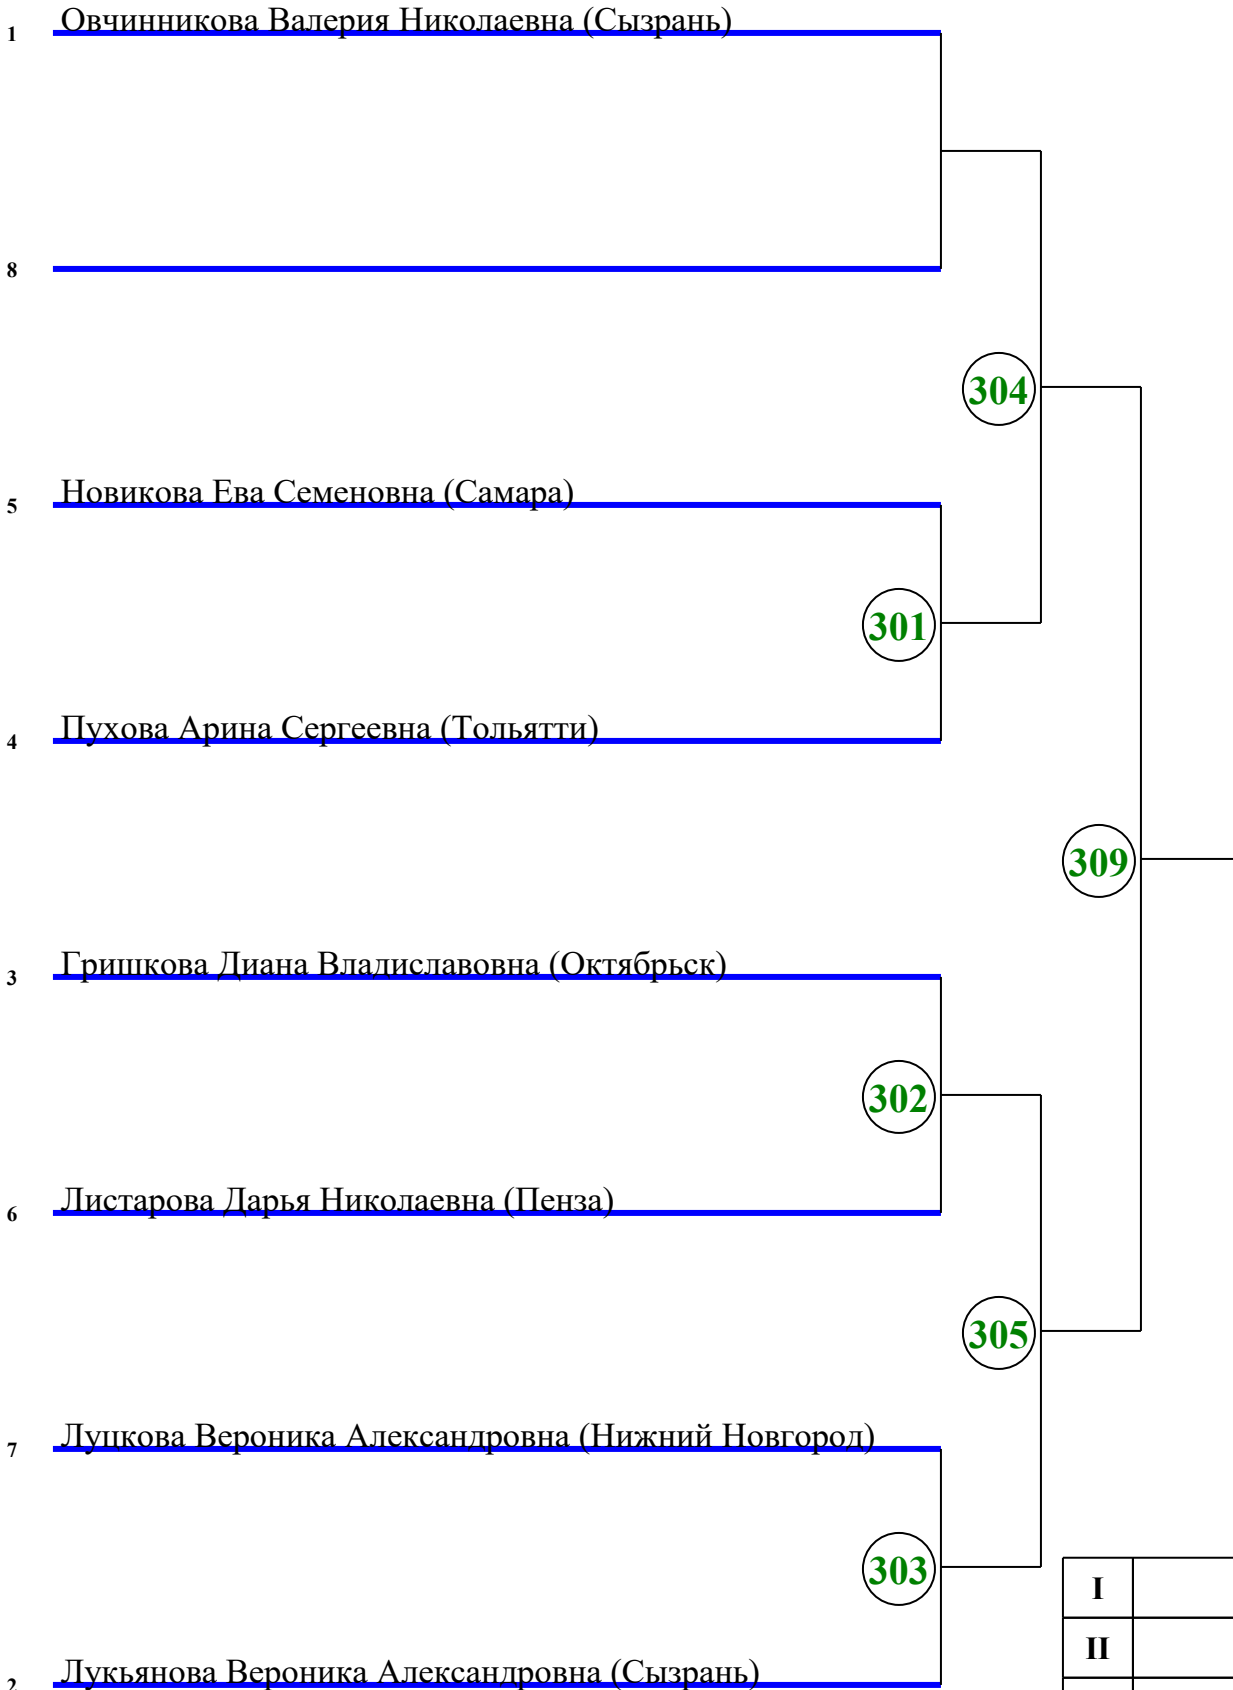 1 Овчинникова Валерия Николаевна (Сызрань)
8
304
5 Новикова Ева Семеновна (Самара)
301
4 Пухова Арина Сергеевна (Тольятти)
309
3 Гришкова Диана Владиславовна (Октябрьск)
302
6 Листарова Дарья Николаевна (Пенза)
305
7 Луцкова Вероника Александровна (Нижний Новгород)
303
I
II
2 Лукьянова Вероника Александровна (Сызрань)